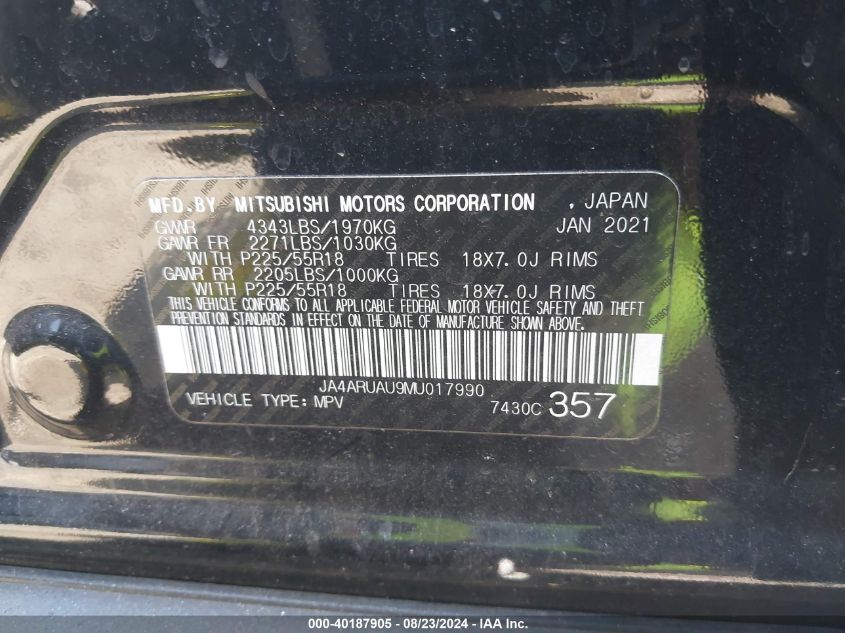 MFD.BY MITSUBISHI MOTORS CORPORATION , JAPAN
GVWR 4343LBS/1970KG JAN 2021
GAWR FR 2271LBS/1030KG
WITH P225/55R18 TIRES 18X7.0J RIMS
GAWR RR 2205LBS/1000KG
WITH P225/55R18 TIRES 18X7.0J RIMS
THIS VEHICLE CONFORMS TO ALL APPLICABLE FEDERAL MOTOR VEHICLE SAFETY AND THEFT
PREVENTION STANDARDS IN EFFECT ON THE DATE OF MANUFACTURE SHOWN ABOVE.
JA4ARUAU9MU017990
VEHICLE TYPE: MPV 7430C 357
000-40187905 - 08/23/2024 - IAAI.com